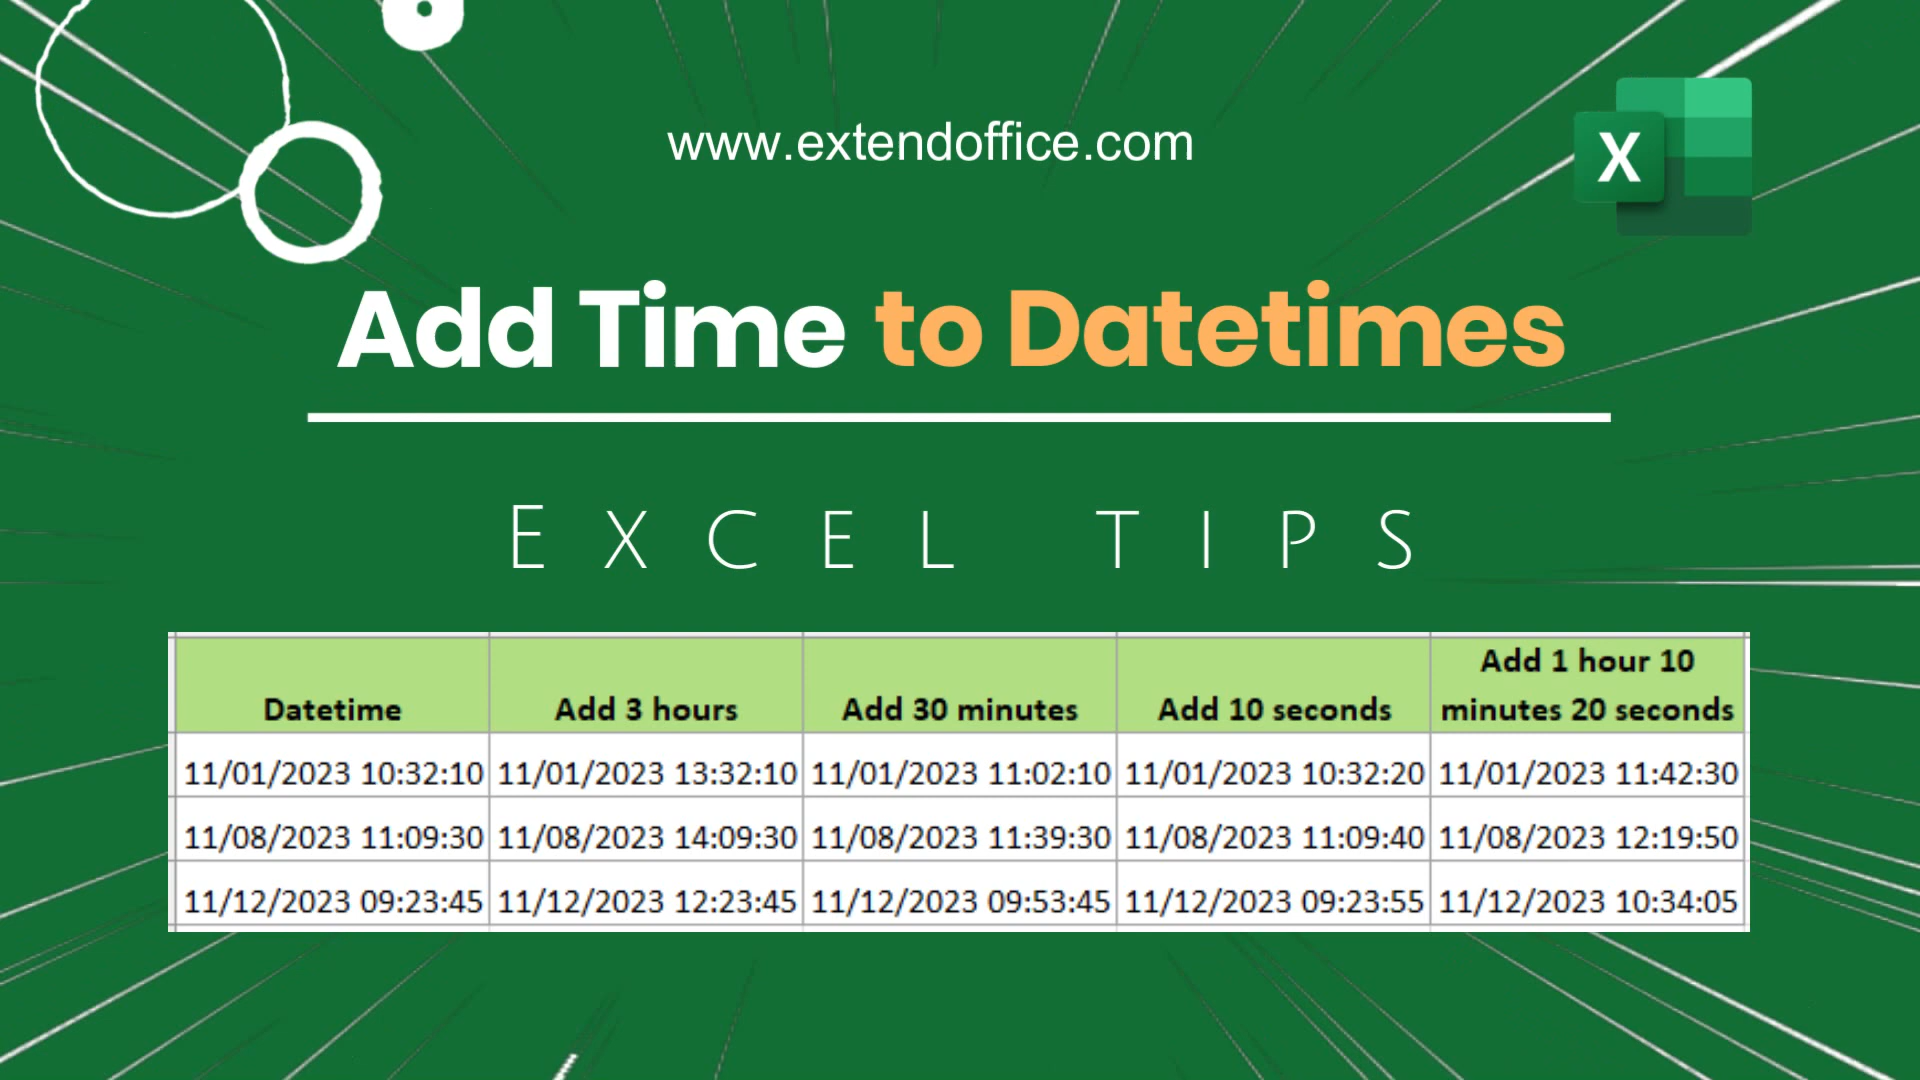 www.extendoffice.com
X
Add Time to Datetimes
EXCEL TIPS
Datetime Add 3 hours Add 30 minutes Add 10 seconds Add 1 hour 10 minutes 20 seconds
11/01/2023 10:32:10 11/01/2023 13:32:10 11/01/2023 11:02:10 11/01/2023 10:32:20 11/01/2023 11:42:30
11/08/2023 11:09:30 11/08/2023 14:09:30 11/08/2023 11:39:30 11/08/2023 11:09:40 11/08/2023 12:19:50
11/12/2023 09:23:45 11/12/2023 12:23:45 11/12/2023 09:53:45 11/12/2023 09:23:55 11/12/2023 10:34:05